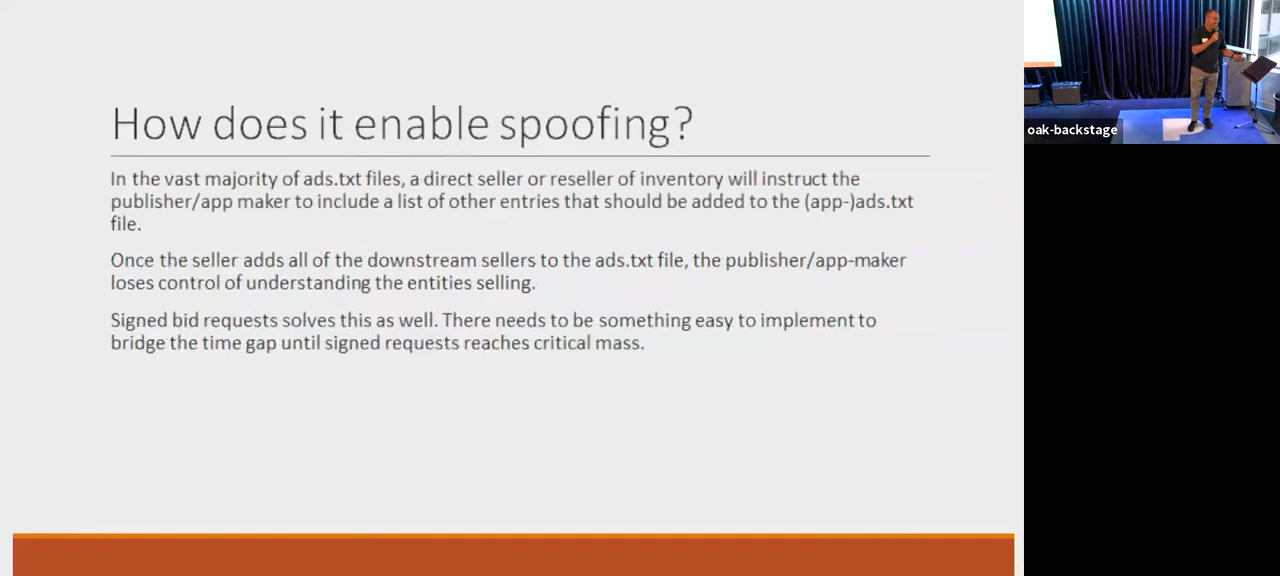 How does it enable spoofing?
In the vast majority of ads.txt files, a direct seller or reseller of inventory will instruct the
publisher/app maker to include a list of other entries that should be added to the (app-)ads.txt
file.
Once the seller adds all of the downstream sellers to the ads.txt file, the publisher/app-maker
loses control of understanding the entities selling.
Signed bid requests solves this as well. There needs to be something easy to implement to
bridge the time gap until signed requests reaches critical mass.
oak-backstage